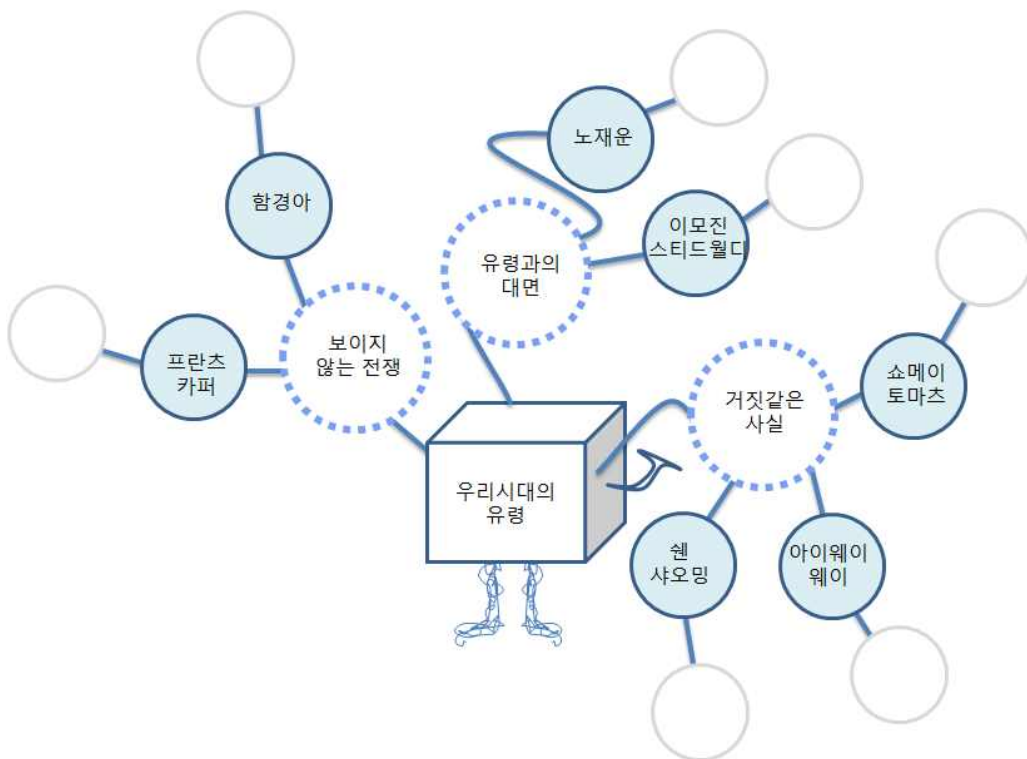 노재운
함경아
이모진
스티드월디
유령과의
대면
보이지
않는 전쟁
프란츠
카퍼
쇼메이
토마츠
거짓같은
사실
우리시대의
유령
쉔
샤오밍
아이웨이
웨이